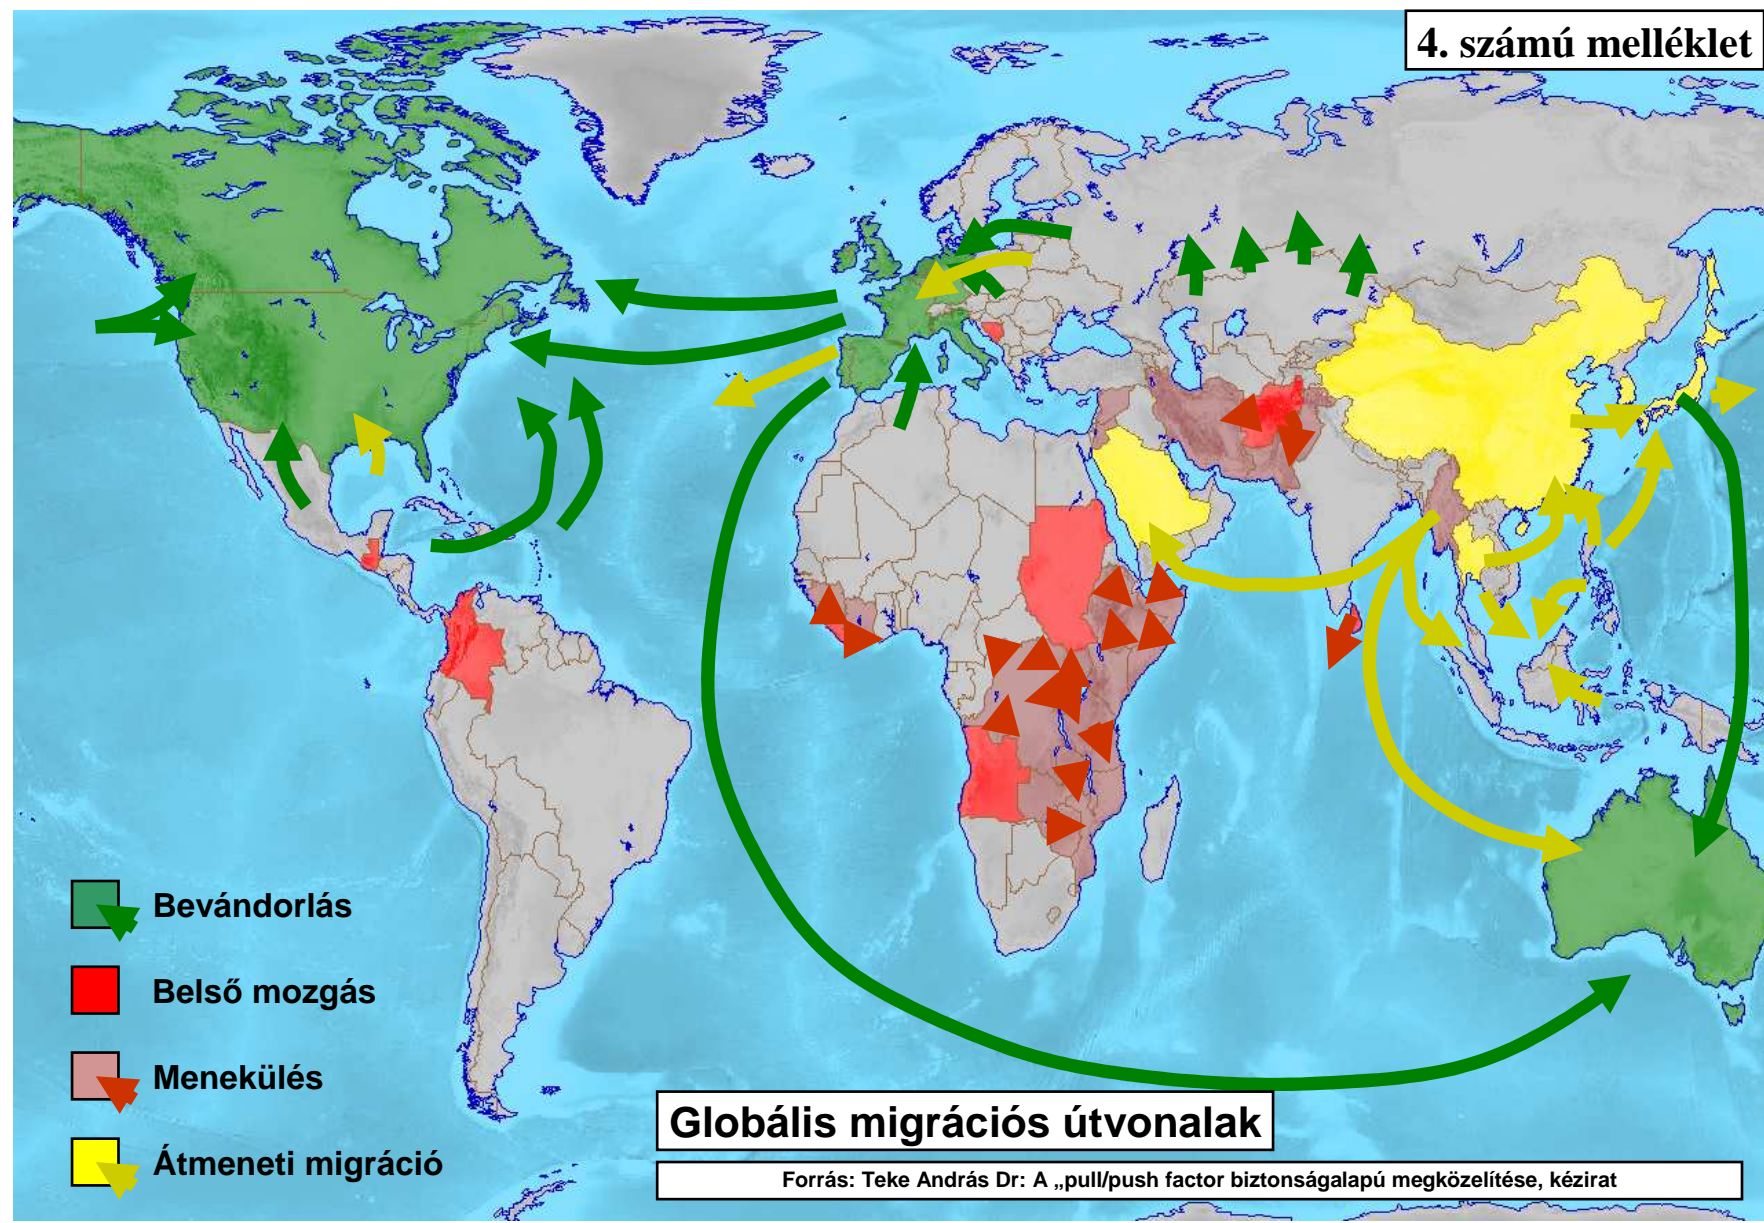 4. számú melléklet
Bevándorlás
Belső mozgás
Menekülés
Átmeneti migráció
Globális migrációs útvonalak
Forrás: Teke András Dr: A „pull/push factor biztonságalapú megközelítése, kézirat